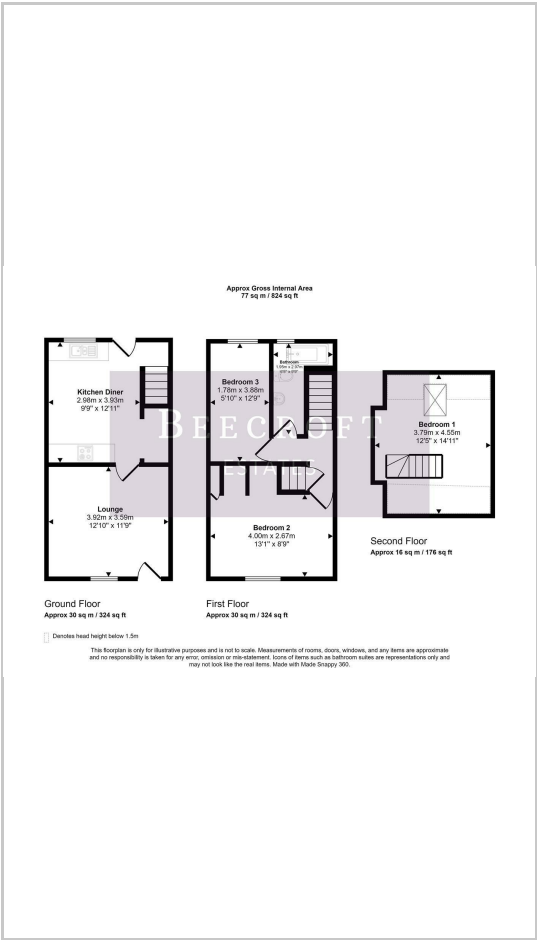 Approx Gross Internal Area
77 sq m / 824 sq ft
Kitchen Diner
2.98m x 3.93m
9'9" x 12'11"
Lounge
3.92m x 3.59m
12'10" x 11'9"
Bedroom 3
1.78m x 3.88m
5'10" x 12'9"
Bathroom
Bedroom 2
4.00m x 2.67m
13'1" x 8'9"
Bedroom 1
3.79m x 4.55m
12'5" x 14'11"
BEECROFT
ESTATES
Second Floor
Approx 16 sq m / 176 sq ft
Ground Floor
Approx 30 sq m / 324 sq ft
First Floor
Approx 30 sq m / 324 sq ft
Denotes head height below 1.5m
This floorplan is only for illustrative purposes and is not to scale. Measurements of rooms, doors, windows, and any items are approximate
and no responsibility is taken for any error, omission or mis-statement. Icons of items such as bathroom suites are representations only and
may not look like the real items. Made with Made Snappy 360.